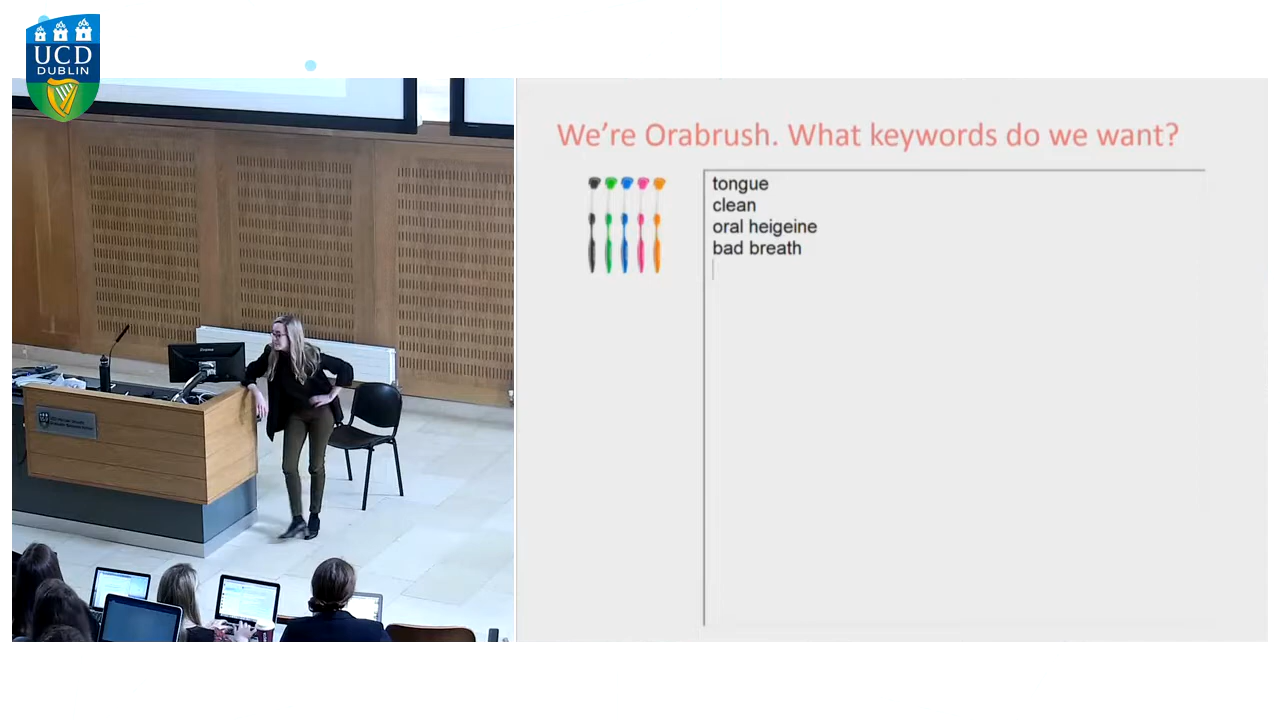 UCD
DUBLIN
We're Orabrush. What keywords do we want?
tongue
clean
oral heigeine
bad breath